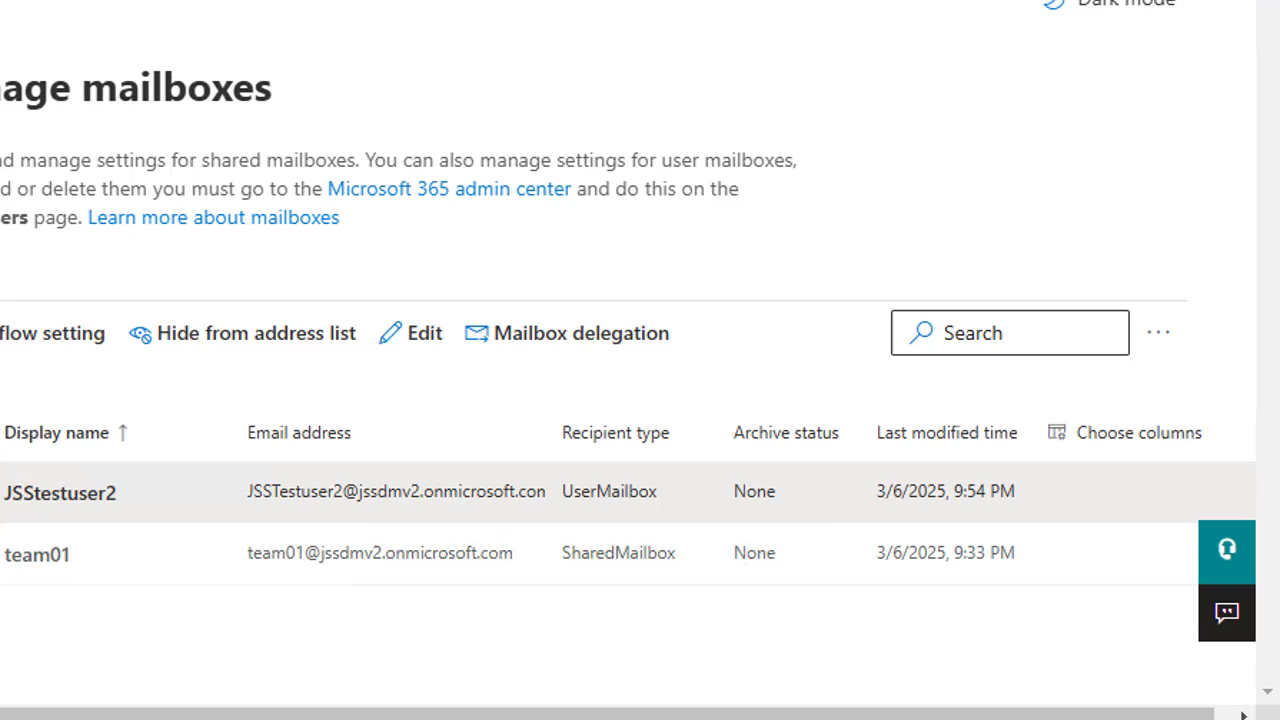 Dark mode
age mailboxes
nd manage settings for shared mailboxes. You can also manage settings for user mailboxes,
d or delete them you must go to the Microsoft 365 admin center and do this on the
ers page. Learn more about mailboxes
flow setting Hide from address list Edit Mailbox delegation Search ...
Display name ↑ Email address Recipient type Archive status Last modified time Choose columns
JSStestuser2 JSSTestuser2@jssdmv2.onmicrosoft.con UserMailbox None 3/6/2025, 9:54 PM
team01 team01@jssdmv2.onmicrosoft.com SharedMailbox None 3/6/2025, 9:33 PM